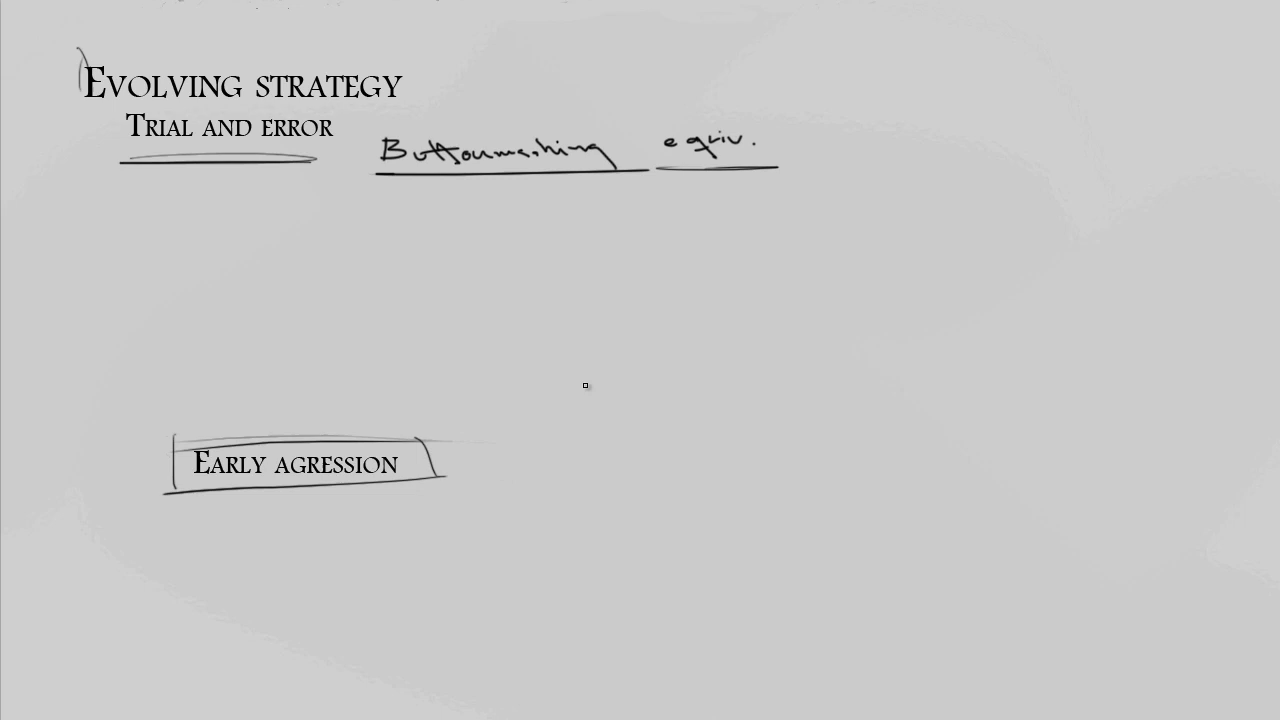 Evolving strategy
Trial and error
Buttonmashing equiv.
Early agression